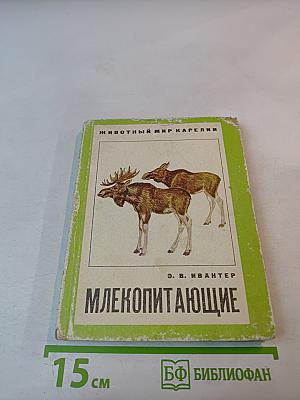 ЖИВОТНЫЙ МИР КАРЕЛИИ
Э. В. ИВАНТЕР
МЛЕКОПИТАЮЩИЕ
15 см
БФ БИБЛИОФАН